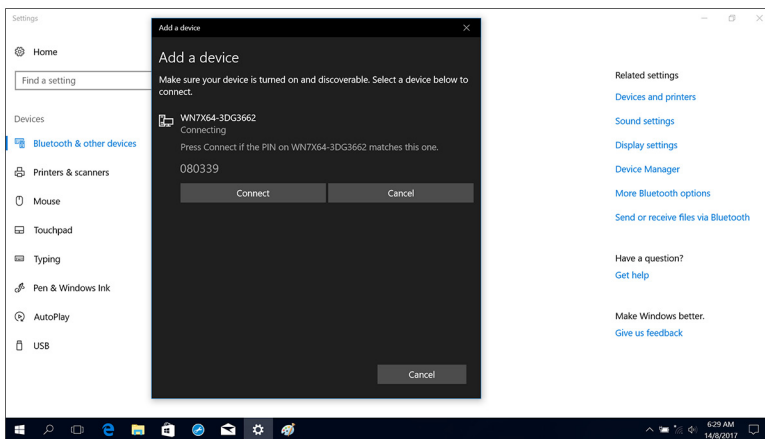 Settings
Home
Find a setting
Devices
Bluetooth & other devices
Printers & scanners
Mouse
Touchpad
Typing
Pen & Windows Ink
AutoPlay
USB
Add a device
Add a device
Make sure your device is turned on and discoverable. Select a device below to
connect.
WN7X64-3DG3662
Connecting
Press Connect if the PIN on WN7X64-3DG3662 matches this one.
080339
Connect Cancel
Cancel
Related settings
Devices and printers
Sound settings
Display settings
Device Manager
More Bluetooth options
Send or receive files via Bluetooth
Have a question?
Get help
Make Windows better.
Give us feedback
6:29 AM
14/8/2017